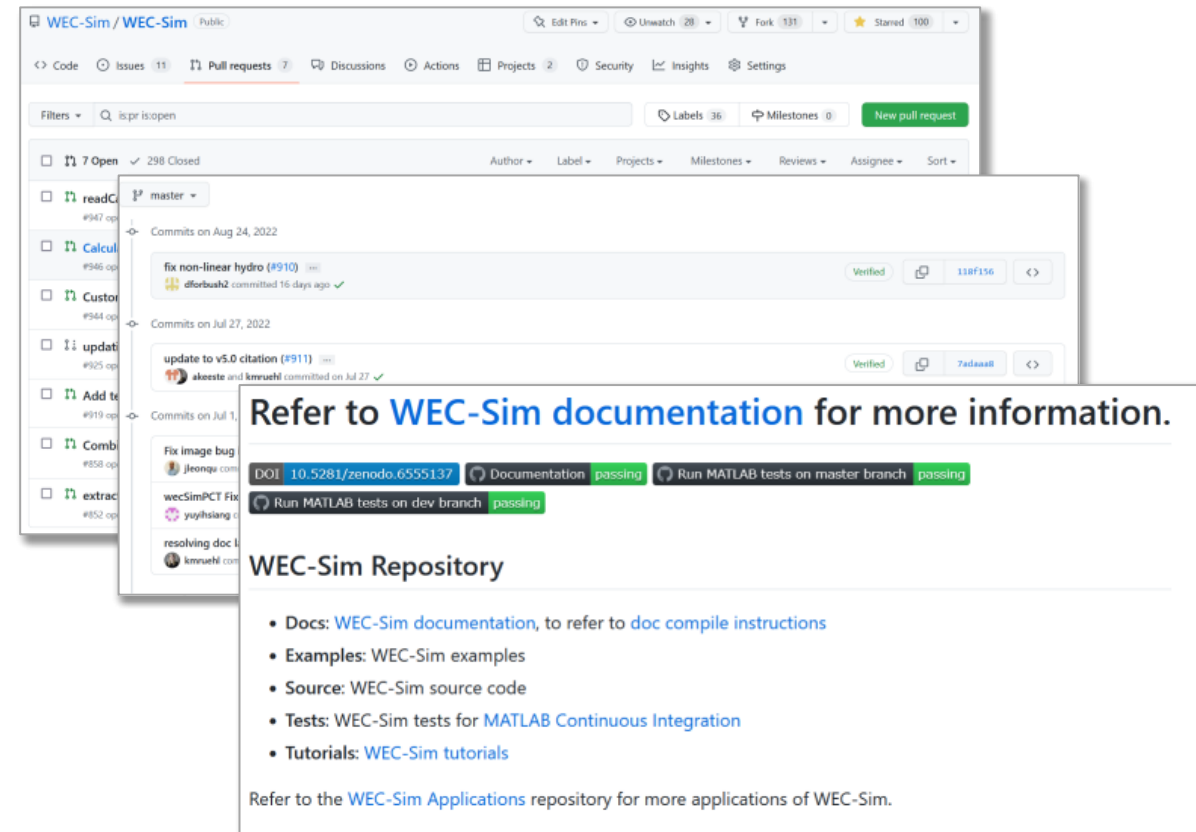 WEC-Sim / WEC-Sim Public
Edit Pins Unwatch 28 Fork 131 Starred 100
Code Issues 11 Pull requests 7 Discussions Actions Projects 2 Security Insights Settings
Filters is:pr is:open Labels 36 Milestones 0 New pull request
7 Open 298 Closed Author Label Projects Milestones Reviews Assignee Sort
#947
#946
#944
#925
#919
#858
#852
master
Commits on Aug 24, 2022
fix non-linear hydro (#910) ...
dforbush2 committed 16 days ago
Verified 118f156 <>
Commits on Jul 27, 2022
update to v5.0 citation (#911) ...
akeeste and kmruehl committed on Jul 27
Verified 7adaaa8 <>
Commits on Jul 1,
Fix image bug
jleonqu
wecSimPCT Fix
yuyihsiang
resolving doc
kmruehl
Refer to WEC-Sim documentation for more information.
DOI 10.5281/zenodo.6555137 Documentation passing Run MATLAB tests on master branch passing
Run MATLAB tests on dev branch passing
WEC-Sim Repository
• Docs: WEC-Sim documentation, to refer to doc compile instructions
• Examples: WEC-Sim examples
• Source: WEC-Sim source code
• Tests: WEC-Sim tests for MATLAB Continuous Integration
• Tutorials: WEC-Sim tutorials
Refer to the WEC-Sim Applications repository for more applications of WEC-Sim.